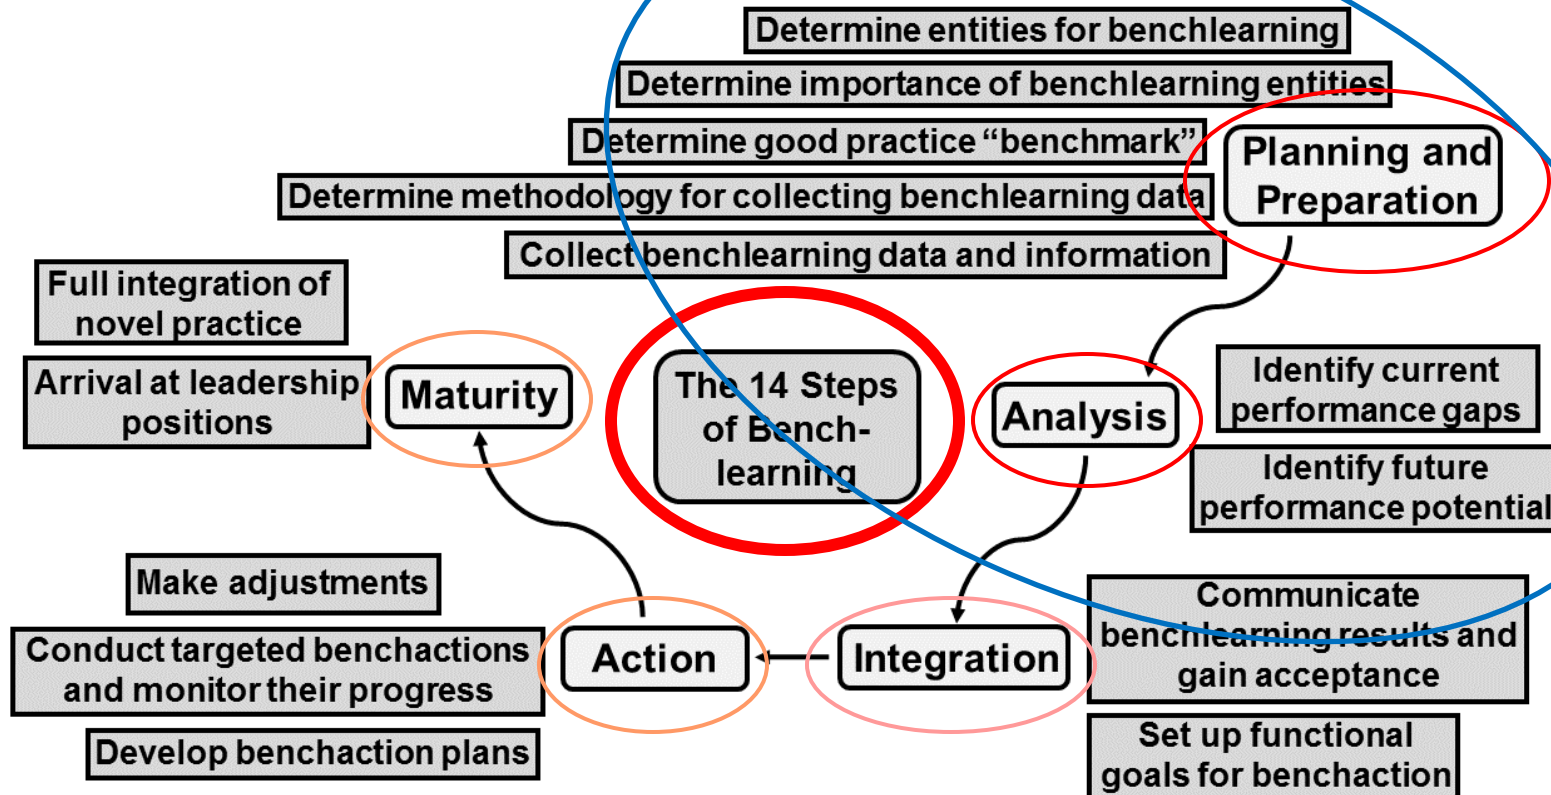 Determine entities for benchlearning
Determine importance of benchlearning entities
Determine good practice “benchmark”
Determine methodology for collecting benchlearning data
Collect benchlearning data and information
Planning and
Preparation
Full integration of
novel practice
Arrival at leadership
positions
Maturity
The 14 Steps
of Bench-
learning
Analysis
Identify current
performance gaps
Identify future
performance potential
Make adjustments
Conduct targeted benchactions
and monitor their progress
Develop benchaction plans
Action
Integration
Communicate
benchlearning results and
gain acceptance
Set up functional
goals for benchaction